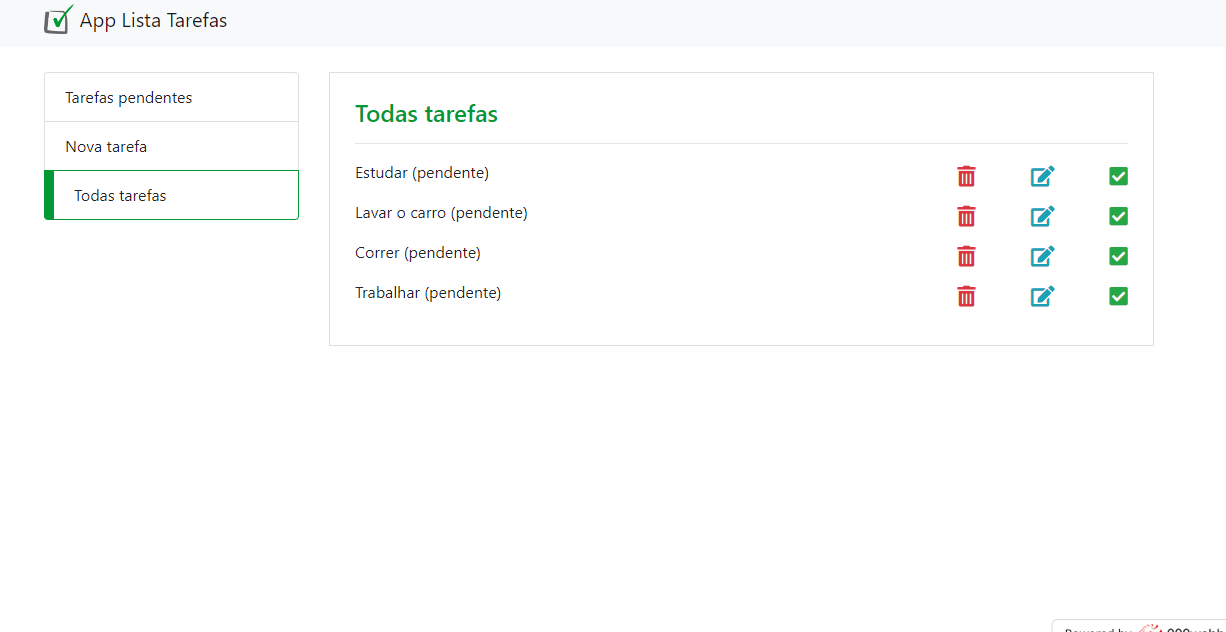 App Lista Tarefas
Tarefas pendentes
Nova tarefa
Todas tarefas
Todas tarefas
Estudar (pendente)
Lavar o carro (pendente)
Correr (pendente)
Trabalhar (pendente)
Powered by